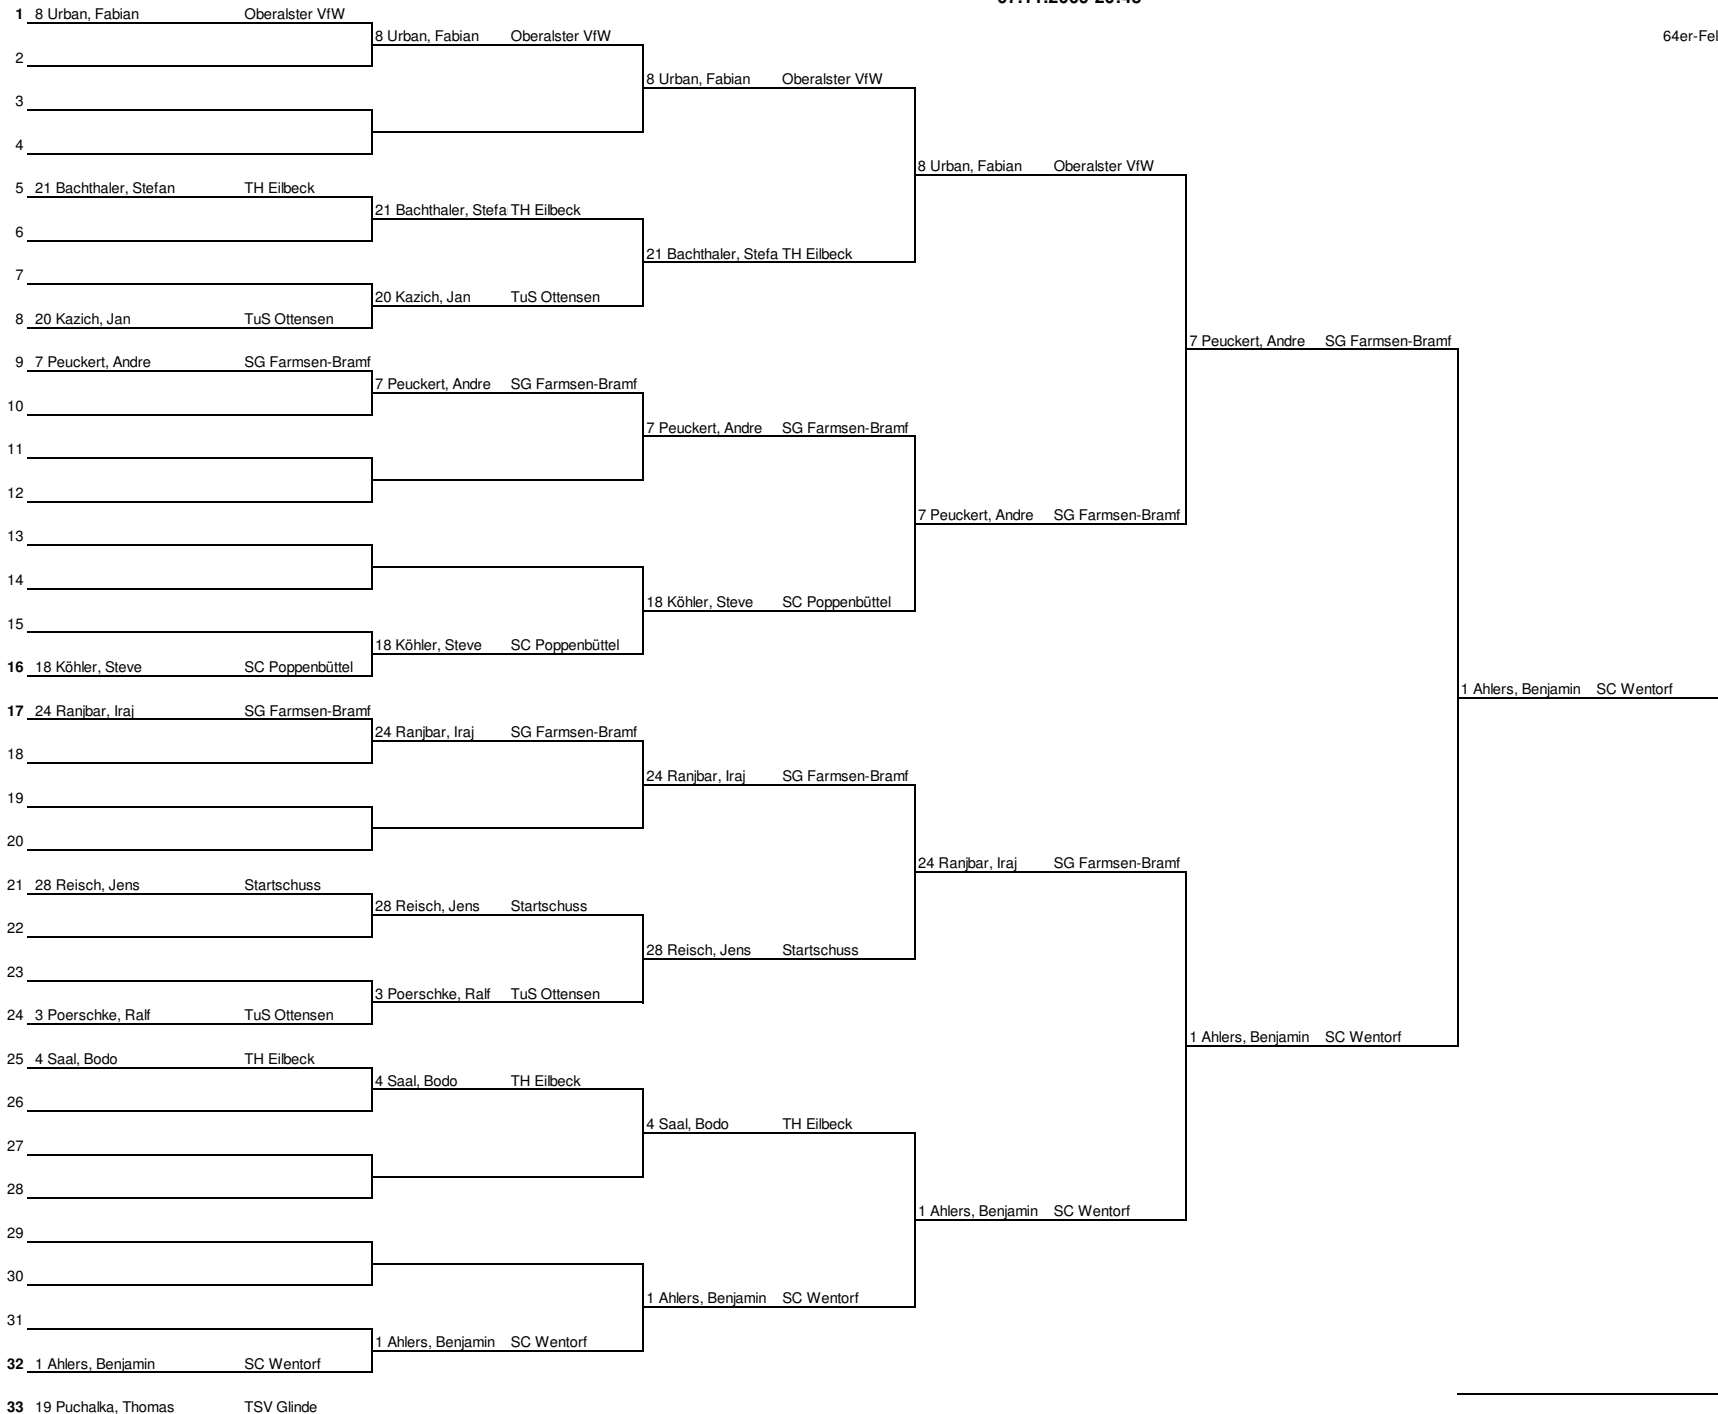 1 8 Urban, Fabian Oberalster VfW
8 Urban, Fabian Oberalster VfW
64er-Fel
2
8 Urban, Fabian Oberalster VfW
3
4
8 Urban, Fabian Oberalster VfW
5 21 Bachthaler, Stefan TH Eilbeck
21 Bachthaler, Stefa TH Eilbeck
6
21 Bachthaler, Stefa TH Eilbeck
7
20 Kazich, Jan TuS Ottensen
8 20 Kazich, Jan TuS Ottensen
7 Peuckert, Andre SG Farmsen-Bramf
9 7 Peuckert, Andre SG Farmsen-Bramf
7 Peuckert, Andre SG Farmsen-Bramf
10
7 Peuckert, Andre SG Farmsen-Bramf
11
12
7 Peuckert, Andre SG Farmsen-Bramf
13
14
18 Köhler, Steve SC Poppenbüttel
15
18 Köhler, Steve SC Poppenbüttel
16 18 Köhler, Steve SC Poppenbüttel
1 Ahlers, Benjamin SC Wentorf
17 24 Ranjbar, Iraj SG Farmsen-Bramf
24 Ranjbar, Iraj SG Farmsen-Bramf
18
24 Ranjbar, Iraj SG Farmsen-Bramf
19
20
24 Ranjbar, Iraj SG Farmsen-Bramf
21 28 Reisch, Jens Startschuss
28 Reisch, Jens Startschuss
22
28 Reisch, Jens Startschuss
23
3 Poerschke, Ralf TuS Ottensen
24 3 Poerschke, Ralf TuS Ottensen
1 Ahlers, Benjamin SC Wentorf
25 4 Saal, Bodo TH Eilbeck
4 Saal, Bodo TH Eilbeck
26
4 Saal, Bodo TH Eilbeck
27
28
1 Ahlers, Benjamin SC Wentorf
29
30
1 Ahlers, Benjamin SC Wentorf
31
1 Ahlers, Benjamin SC Wentorf
32 1 Ahlers, Benjamin SC Wentorf
33 19 Puchalka, Thomas TSV Glinde